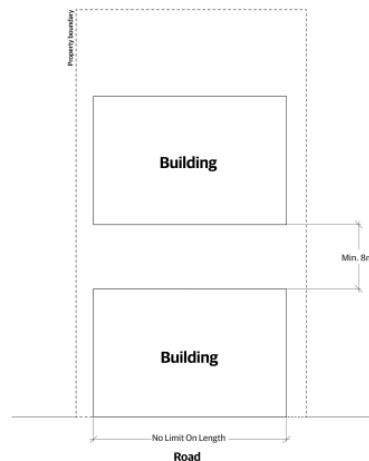 Property boundary
Building
Min. 8m
Building
No Limit On Length
Road